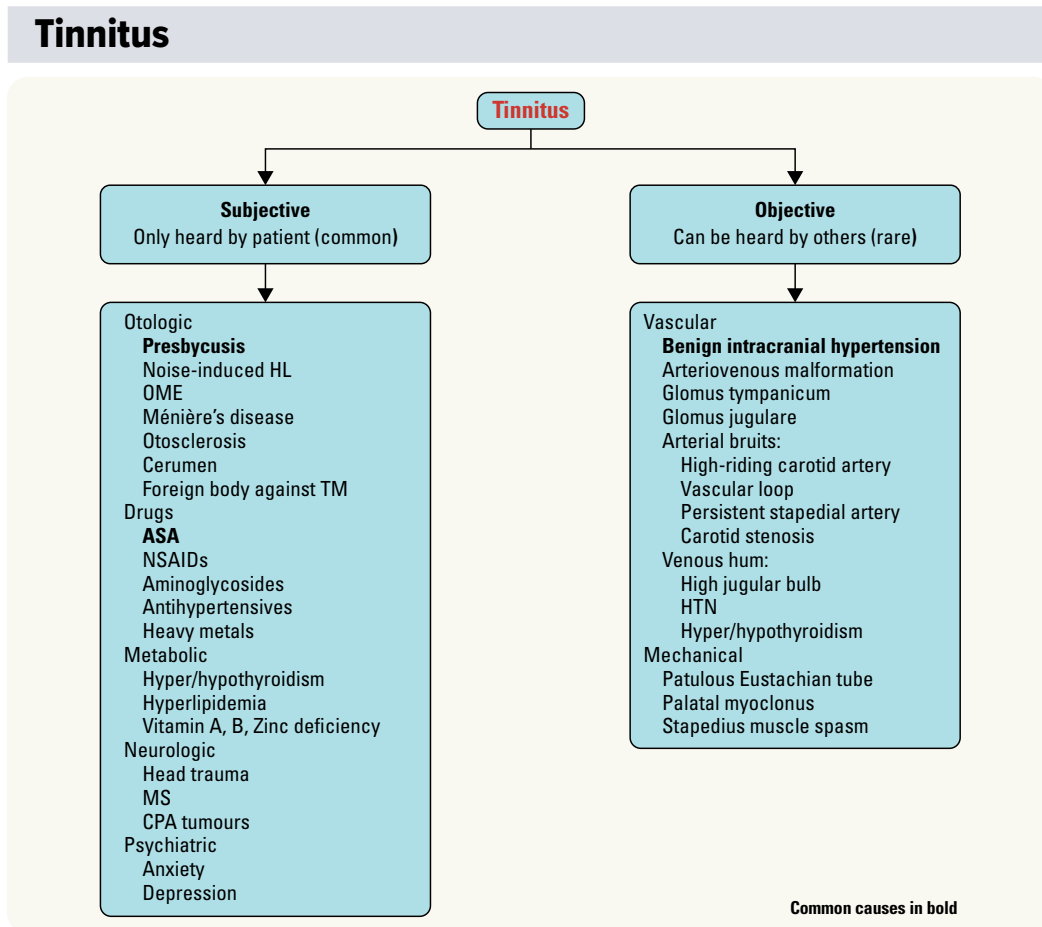 Tinnitus
Tinnitus
Subjective
Only heard by patient (common)
Otologic
Presbycusis
Noise-induced HL
OME
Ménière's disease
Otosclerosis
Cerumen
Foreign body against TM
Drugs
ASA
NSAIDs
Aminoglycosides
Antihypertensives
Heavy metals
Metabolic
Hyper/hypothyroidism
Hyperlipidemia
Vitamin A, B, Zinc deficiency
Neurologic
Head trauma
MS
CPA tumours
Psychiatric
Anxiety
Depression
Objective
Can be heard by others (rare)
Vascular
Benign intracranial hypertension
Arteriovenous malformation
Glomus tympanicum
Glomus jugulare
Arterial bruits:
High-riding carotid artery
Vascular loop
Persistent stapedial artery
Carotid stenosis
Venous hum:
High jugular bulb
HTN
Hyper/hypothyroidism
Mechanical
Patulous Eustachian tube
Palatal myoclonus
Stapedius muscle spasm
Common causes in bold